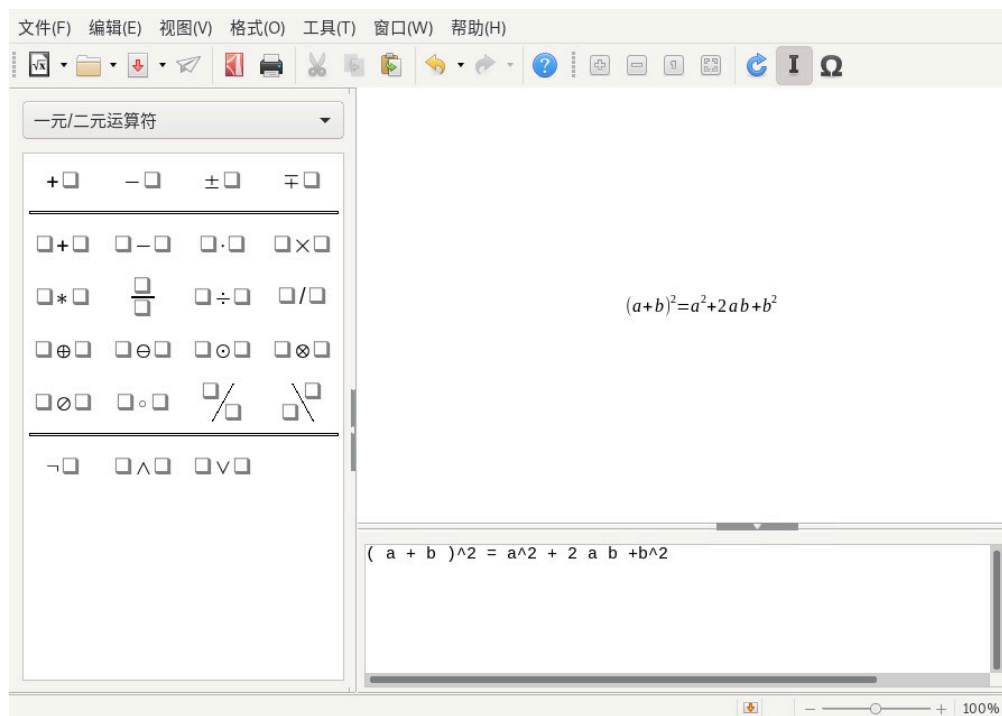 文件(F) 编辑(E) 视图(V) 格式(O) 工具(T) 窗口(W) 帮助(H)
一元/二元运算符
+□ −□ ±□ ∓□
□+□ □−□ □·□ □×□
□∗□ □/□ □÷□ □/□
□⊕□ □⊖□ □⊙□ □⊗□
□⊘□ □∘□ □/□ □\□
¬□ □∧□ □∨□
(a+b)²=a²+2ab+b²
( a + b )^2 = a^2 + 2 a b +b^2
100%